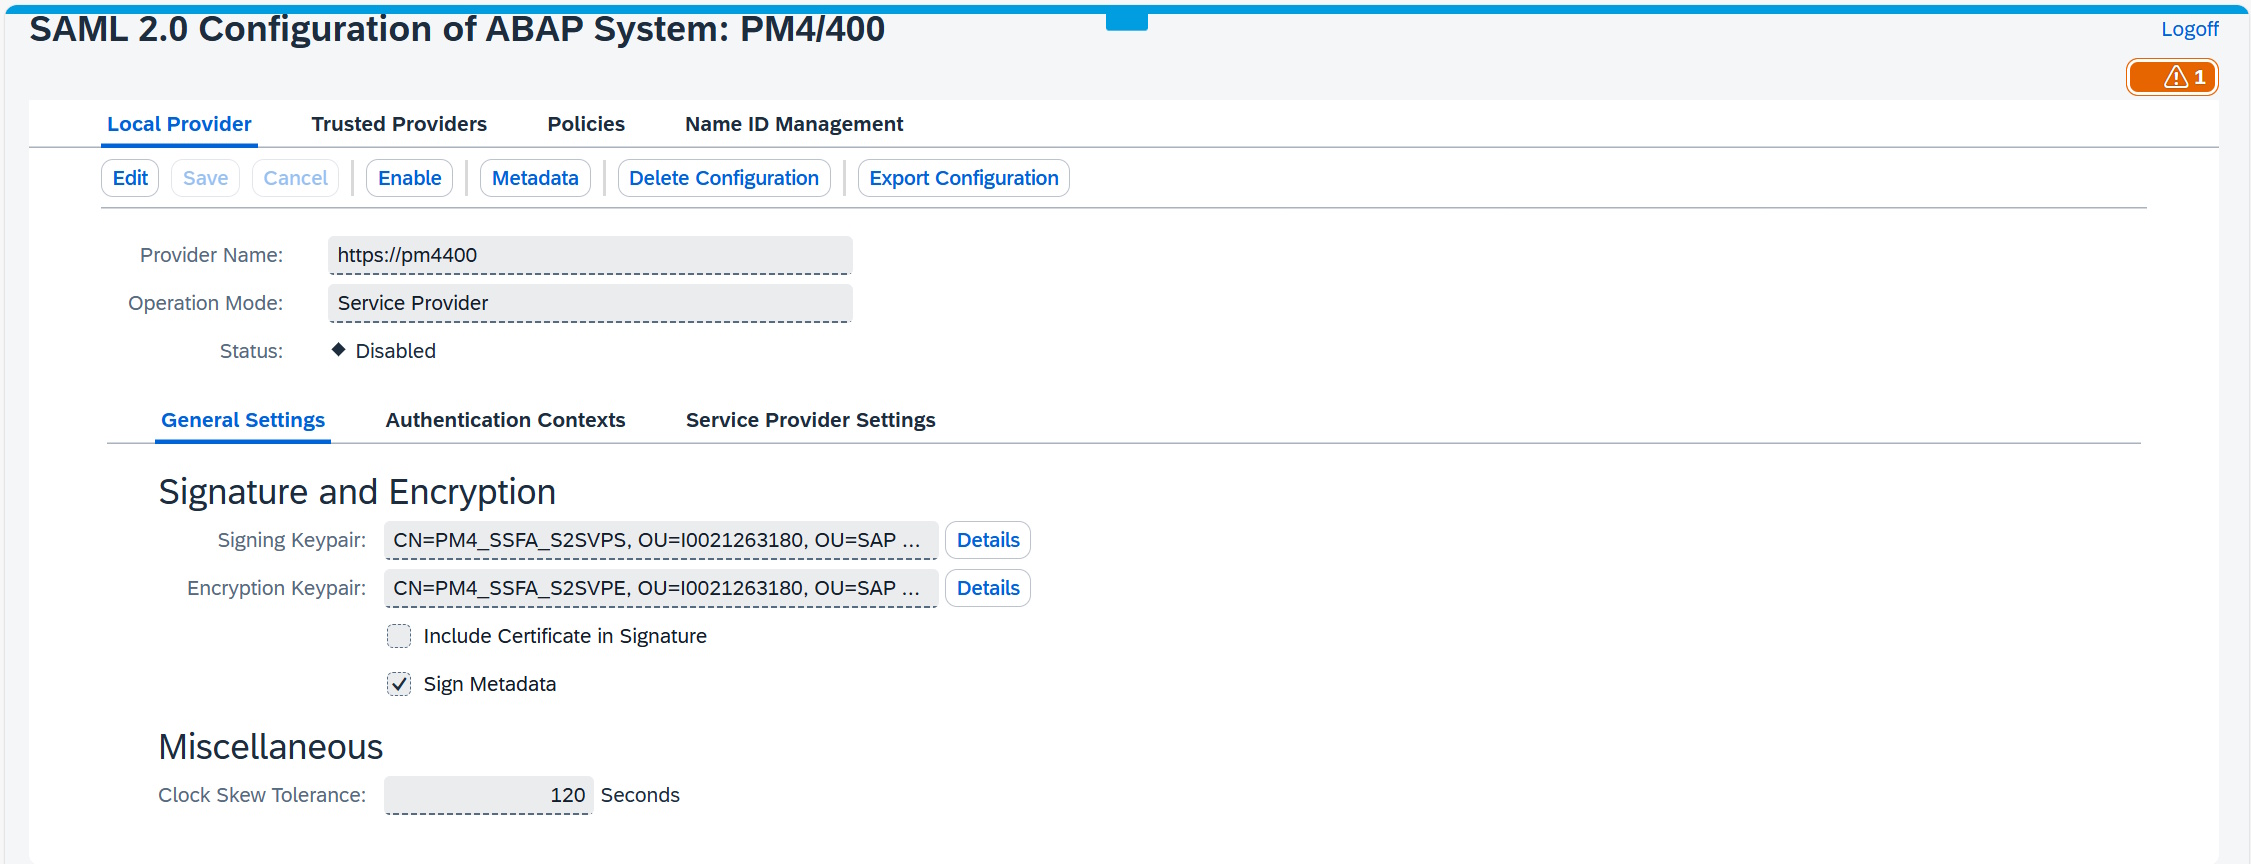 SAML 2.0 Configuration of ABAP System: PM4/400
Logoff
1
Local Provider Trusted Providers Policies Name ID Management
Edit Save Cancel Enable Metadata Delete Configuration Export Configuration
Provider Name: https://pm4400
Operation Mode: Service Provider
Status: Disabled
General Settings Authentication Contexts Service Provider Settings
Signature and Encryption
Signing Keypair: CN=PM4_SSFA_S2SVPS, OU=I0021263180, OU=SAP ... Details
Encryption Keypair: CN=PM4_SSFA_S2SVPE, OU=I0021263180, OU=SAP ... Details
Include Certificate in Signature
Sign Metadata
Miscellaneous
Clock Skew Tolerance: 120 Seconds